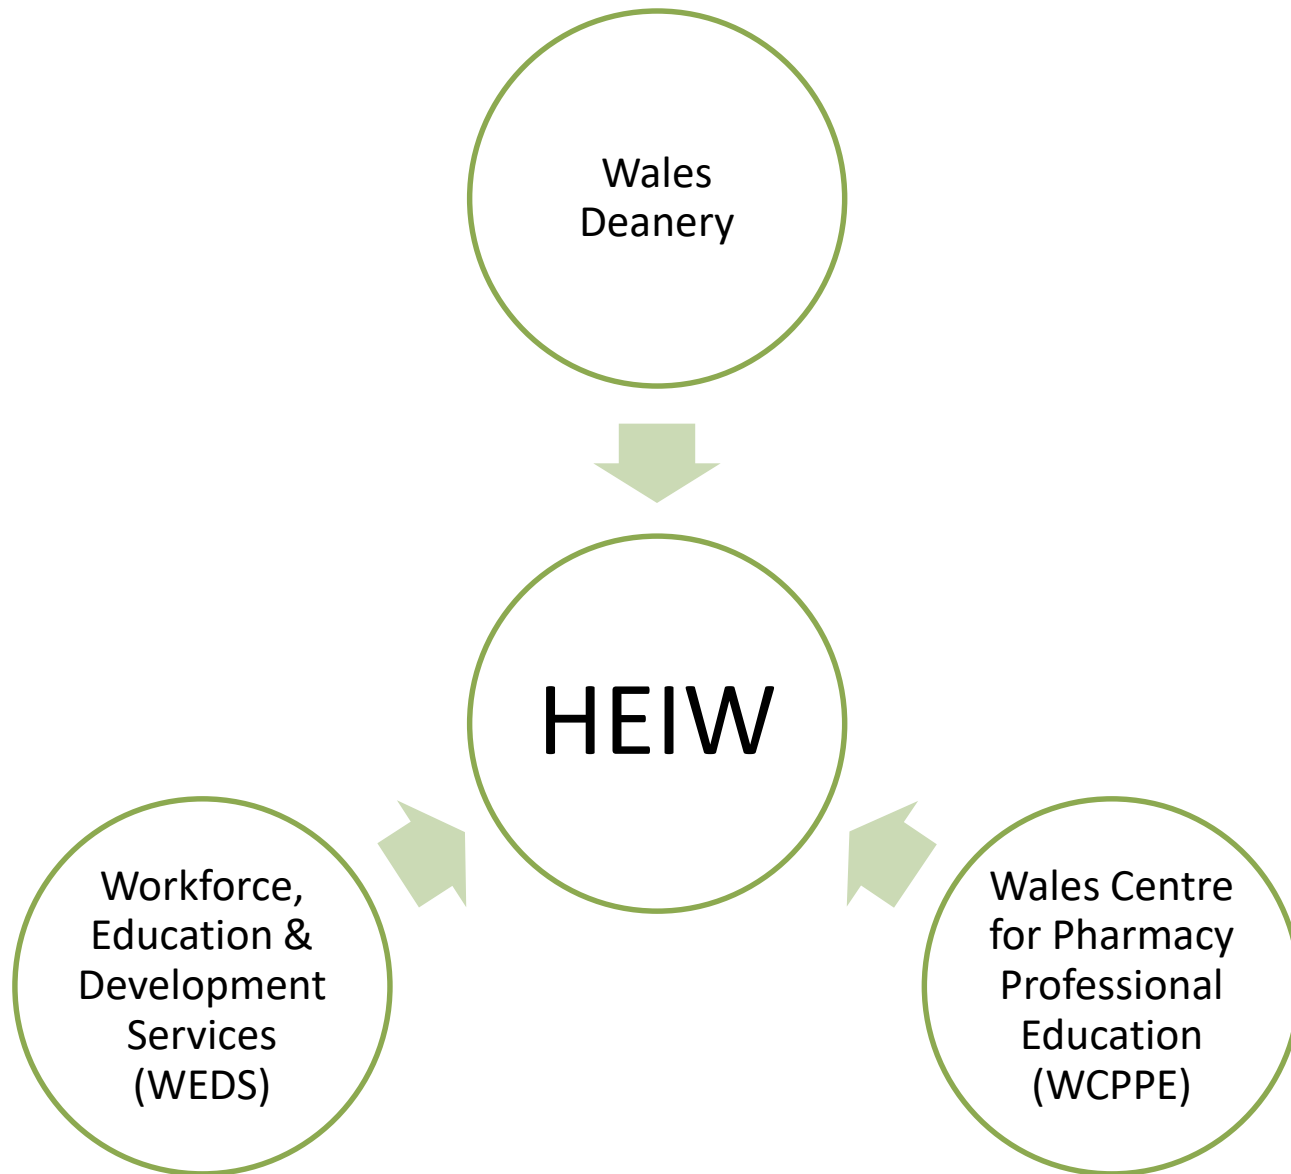 Wales
Deanery
HEIW
Workforce,
Education &
Development
Services
(WEDS)
Wales Centre
for Pharmacy
Professional
Education
(WCPPE)